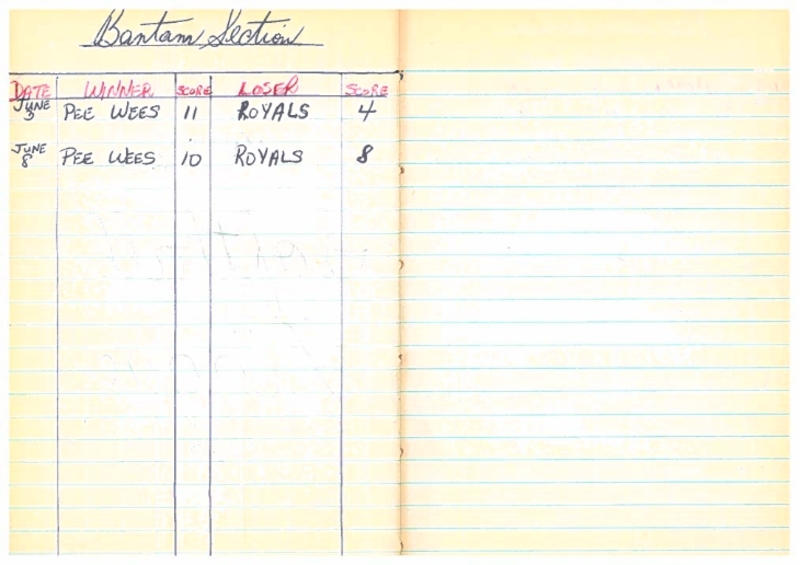 Bantam Section
DATE WINNER SCORE LOSER SCORE
JUNE 3 PEE WEES 11 ROYALS 4
JUNE 8 PEE WEES 10 ROYALS 8